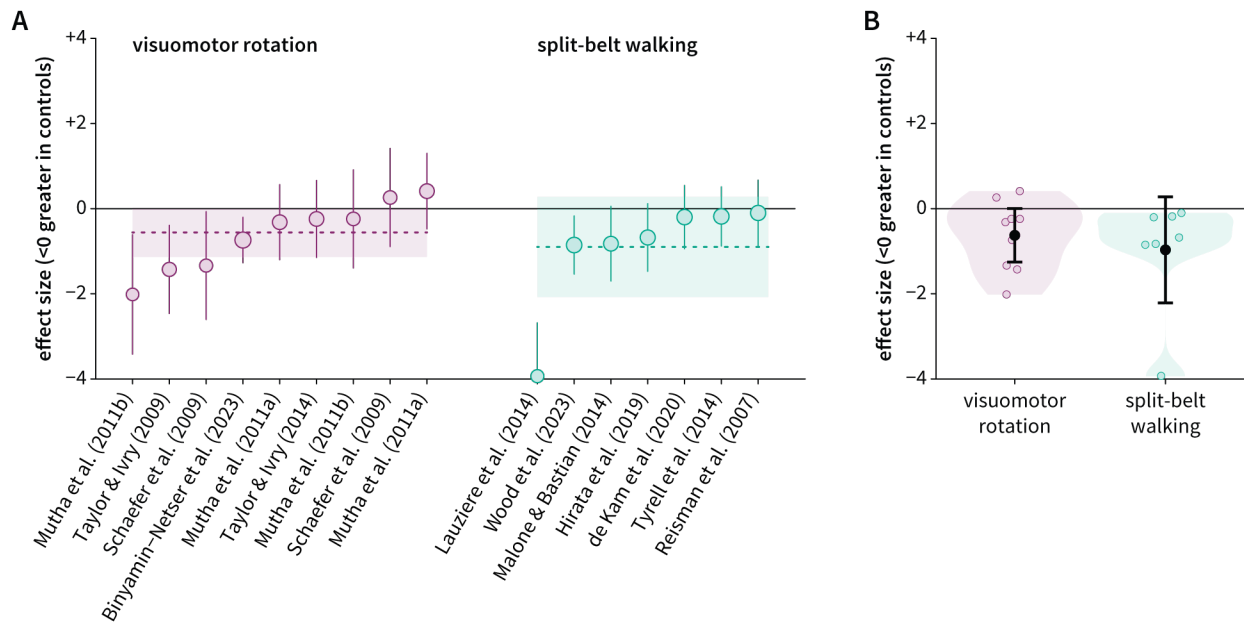 A
effect size (<0 greater in controls)
+4
+2
0
−2
−4
visuomotor rotation
split-belt walking
Mutha et al. (2011b)
Taylor & Ivry (2009)
Schaefer et al. (2009)
Binyamin−Netser et al. (2023)
Mutha et al. (2011a)
Taylor & Ivry (2014)
Mutha et al. (2011b)
Schaefer et al. (2009)
Mutha et al. (2011a)
Lauziere et al. (2014)
Wood et al. (2023)
Malone & Bastian (2014)
Hirata et al. (2019)
de Kam et al. (2020)
Tyrell et al. (2014)
Reisman et al. (2007)
B
effect size (<0 greater in controls)
+4
+2
0
−2
−4
visuomotor
rotation
split-belt
walking